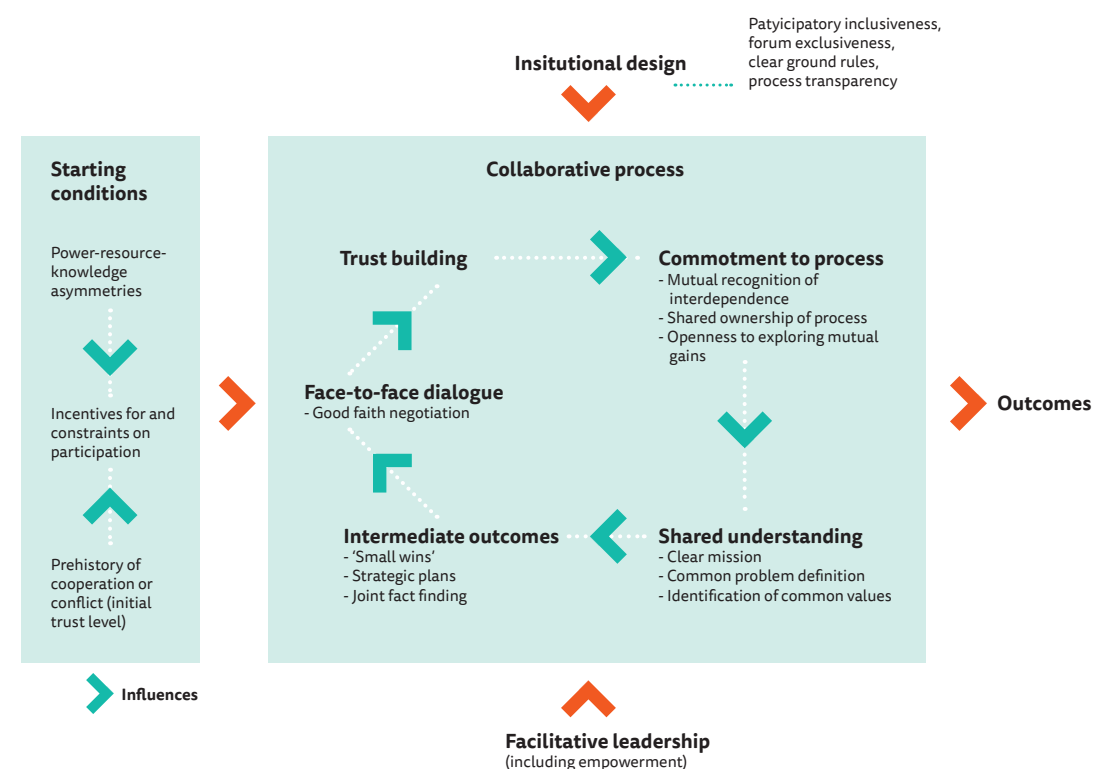 Patyicipatory inclusiveness,
forum exclusiveness,
clear ground rules,
process transparency
Insitutional design
Starting
conditions
Power-resource-
knowledge
asymmetries
Incentives for and
constraints on
participation
Prehistory of
cooperation or
conflict (initial
trust level)
Influences
Collaborative process
Trust building
Commotment to process
- Mutual recognition of
interdependence
- Shared ownership of process
- Openness to exploring mutual
gains
Face-to-face dialogue
- Good faith negotiation
Intermediate outcomes
- ‘Small wins’
- Strategic plans
- Joint fact finding
Shared understanding
- Clear mission
- Common problem definition
- Identification of common values
Outcomes
Facilitative leadership
(including empowerment)